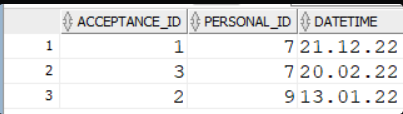 ACCEPTANCE_ID PERSONAL_ID DATETIME
1 1 7 21.12.22
2 3 7 20.02.22
3 2 9 13.01.22